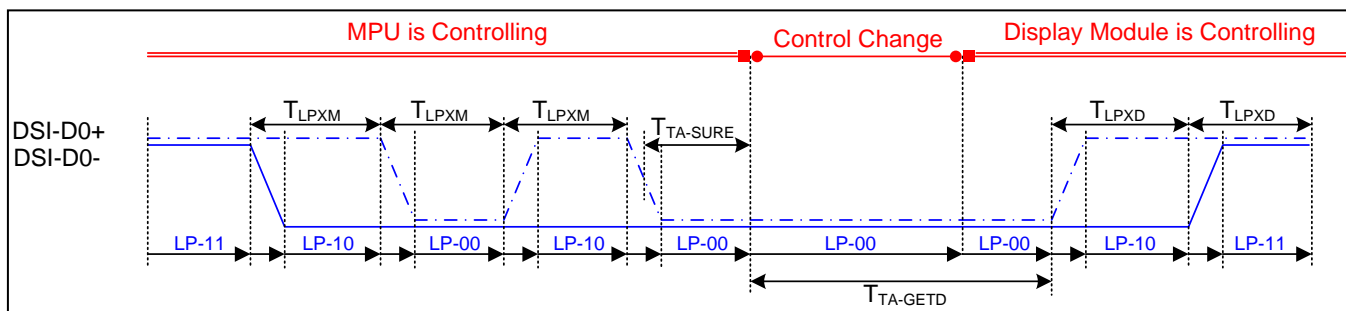 MPU is Controlling Control Change Display Module is Controlling
TLPXM TLPXM TLPXM TTA-SURE TLPXD TLPXD
DSI-D0+
DSI-D0-
LP-11 LP-10 LP-00 LP-10 LP-00 LP-00 LP-00 LP-10 LP-11
TTA-GETD